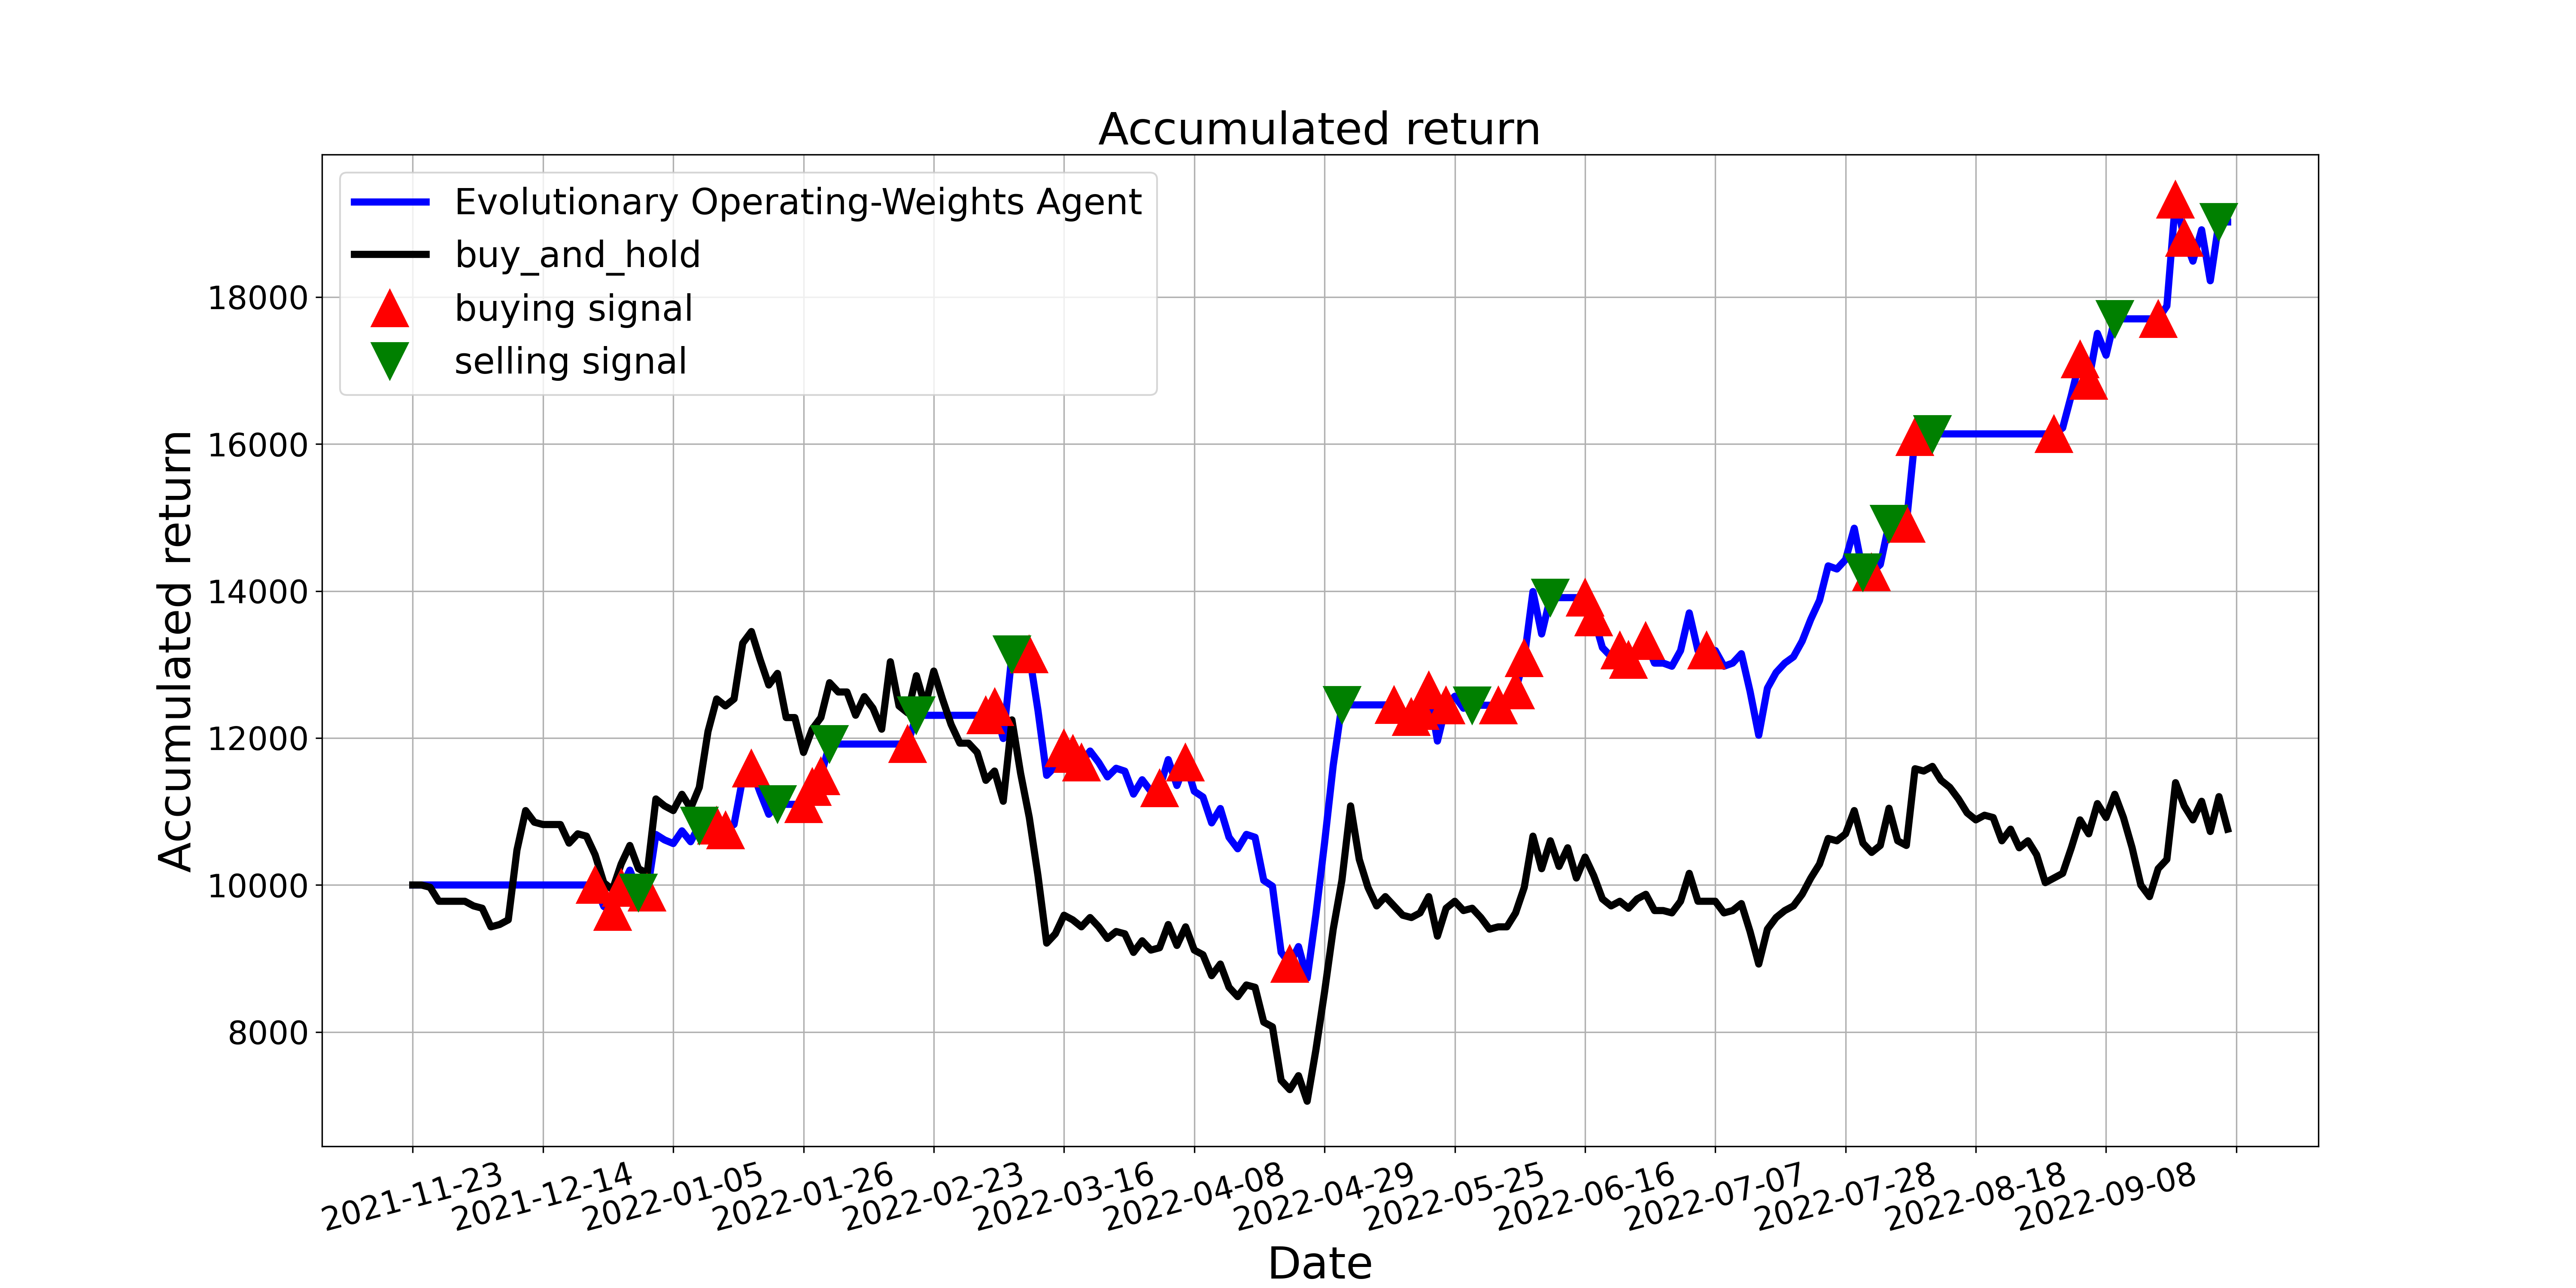 Accumulated return
Evolutionary Operating-Weights Agent
buy_and_hold
buying signal
selling signal
Accumulated return
18000
16000
14000
12000
10000
8000
2021-11-23
2021-12-14
2022-01-05
2022-01-26
2022-02-23
2022-03-16
2022-04-08
2022-04-29
2022-05-25
2022-06-16
2022-07-07
2022-07-28
2022-08-18
2022-09-08
Date